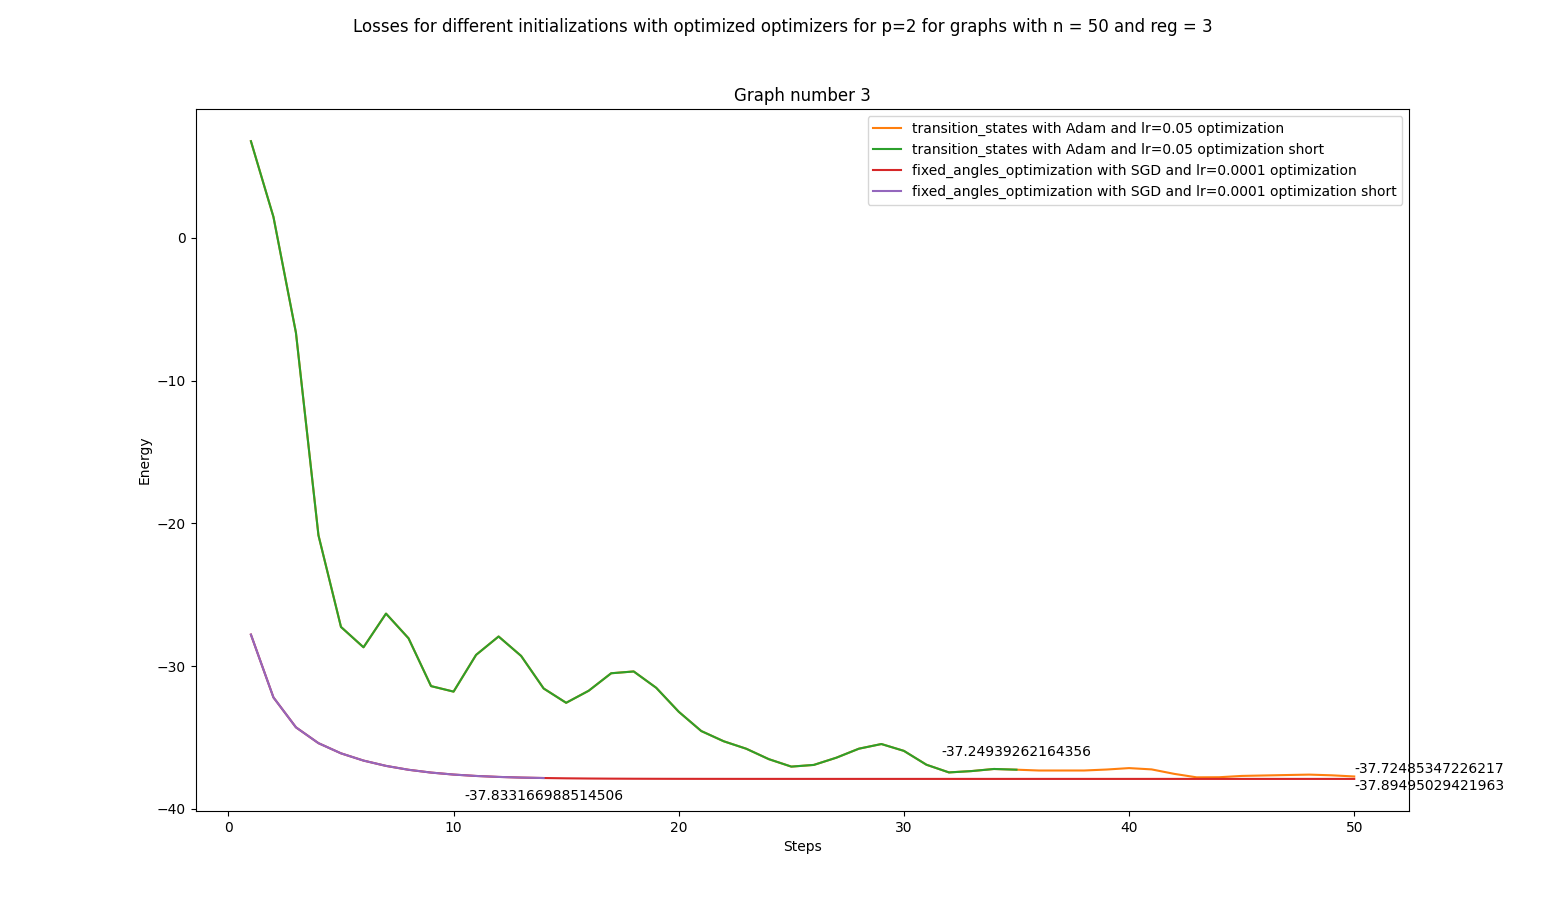 Losses for different initializations with optimized optimizers for p=2 for graphs with n = 50 and reg = 3
Graph number 3
transition_states with Adam and lr=0.05 optimization
transition_states with Adam and lr=0.05 optimization short
fixed_angles_optimization with SGD and lr=0.0001 optimization
fixed_angles_optimization with SGD and lr=0.0001 optimization short
0
−10
−20
−30
−40
Energy
-37.24939262164356
-37.72485347226217
-37.89495029421963
-37.833166988514506
0 10 20 30 40 50
Steps